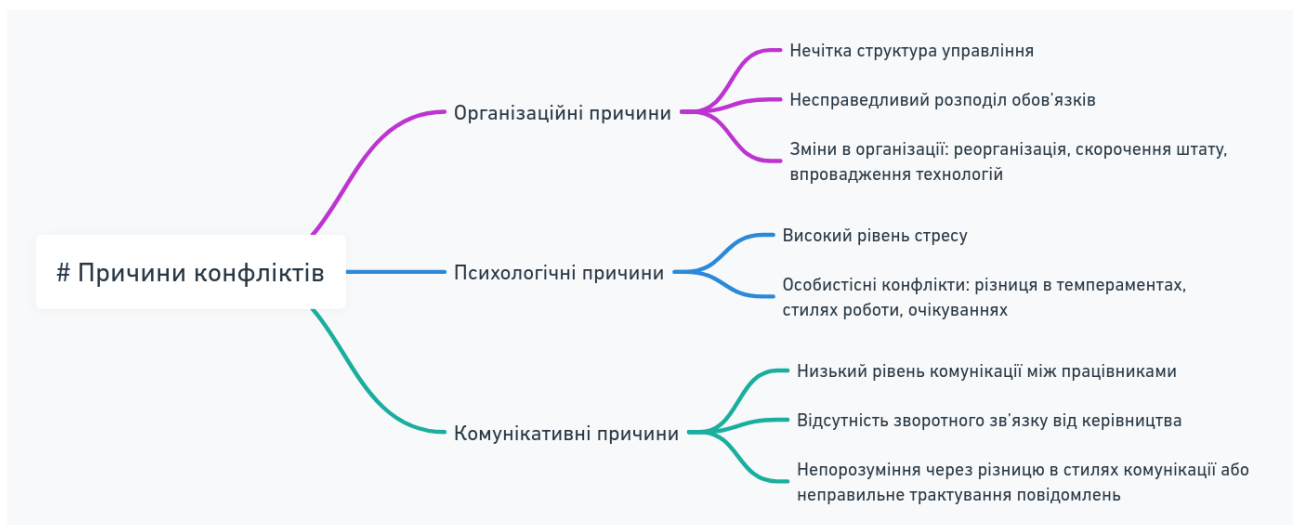 # Причини конфліктів
Організаційні причини
Нечітка структура управління
Несправедливий розподіл обов'язків
Зміни в організації: реорганізація, скорочення штату,
впровадження технологій
Психологічні причини
Високий рівень стресу
Особистісні конфлікти: різниця в темпераментах,
стилях роботи, очікуваннях
Комунікативні причини
Низький рівень комунікації між працівниками
Відсутність зворотного зв'язку від керівництва
Непорозуміння через різницю в стилях комунікації або
неправильне трактування повідомлень